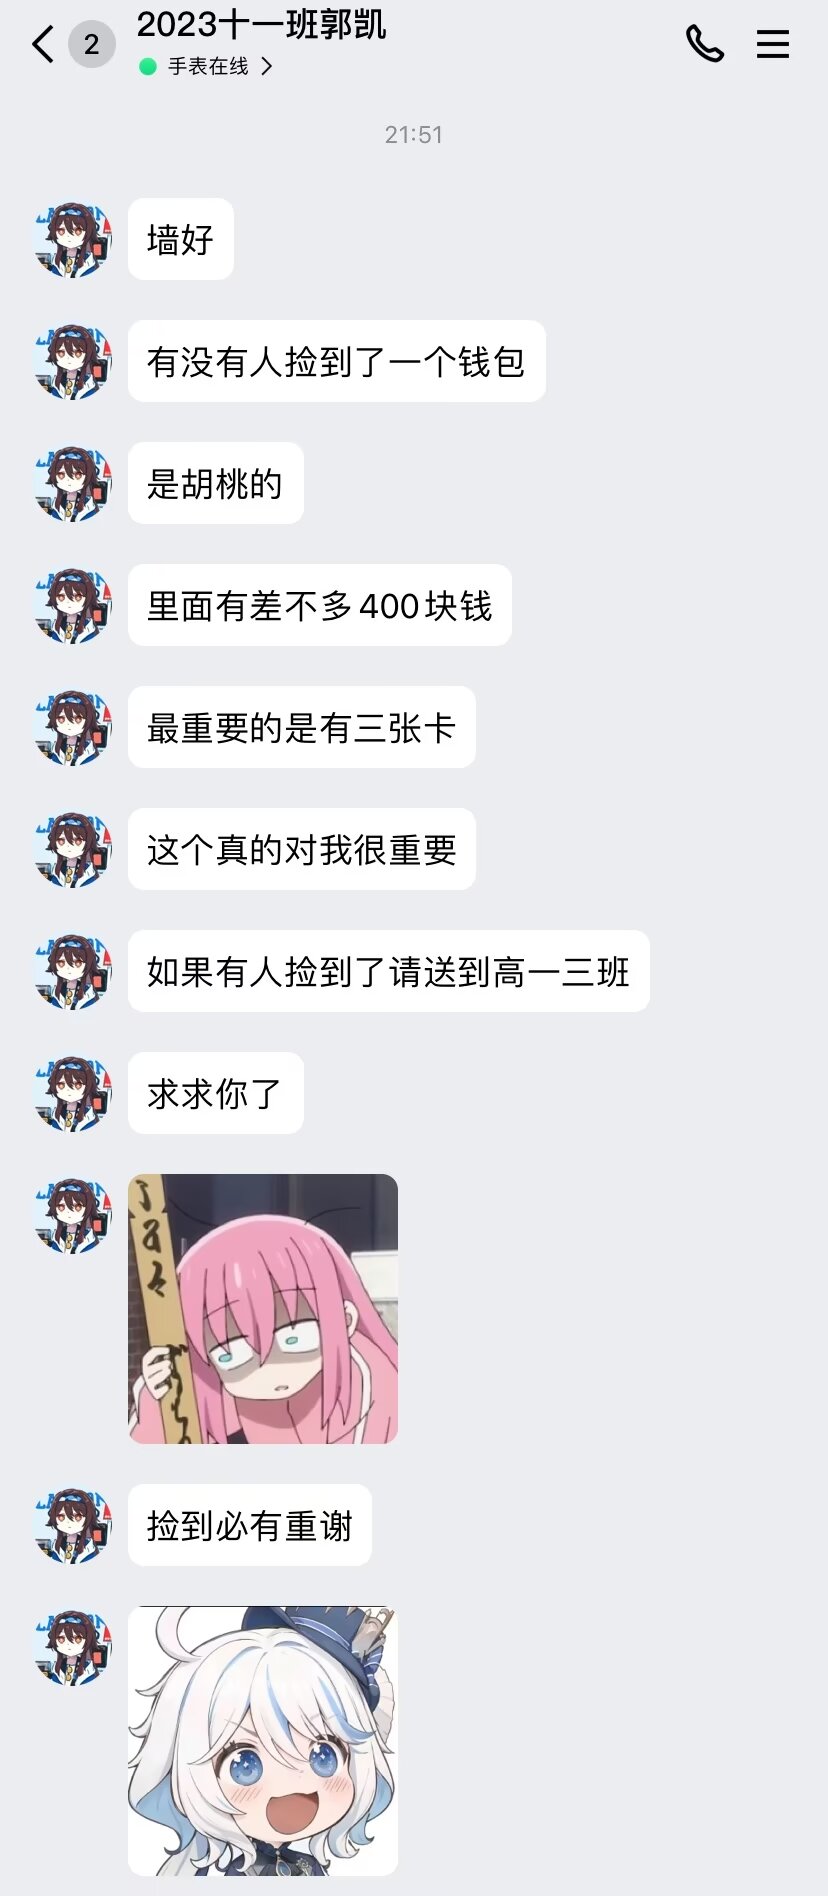 2
2023十一班郭凯
手表在线
21:51
墙好
有没有人捡到了一个钱包
是胡桃的
里面有差不多400块钱
最重要的是有三张卡
这个真的对我很重要
如果有人捡到了请送到高一三班
求求你了
捡到必有重谢